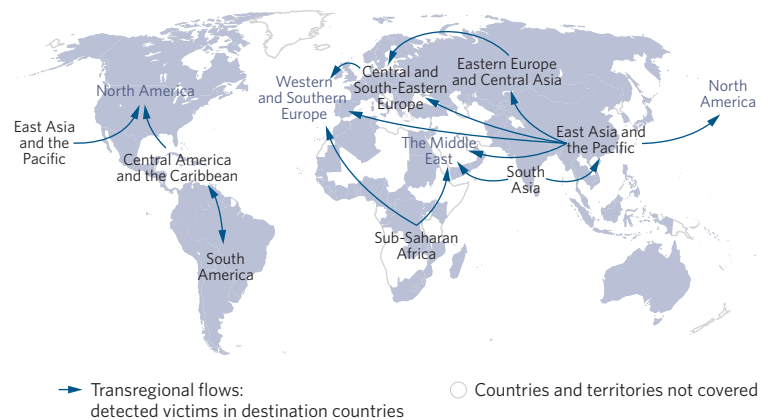 North America
East Asia
and the
Pacific
Central America
and the Caribbean
South
America
Western
and Southern
Europe
Central and
South-Eastern
Europe
Eastern Europe
and Central Asia
The Middle
East
South
Asia
East Asia and
the Pacific
North
America
Sub-Saharan
Africa
Transregional flows:
detected victims in destination countries
Countries and territories not covered